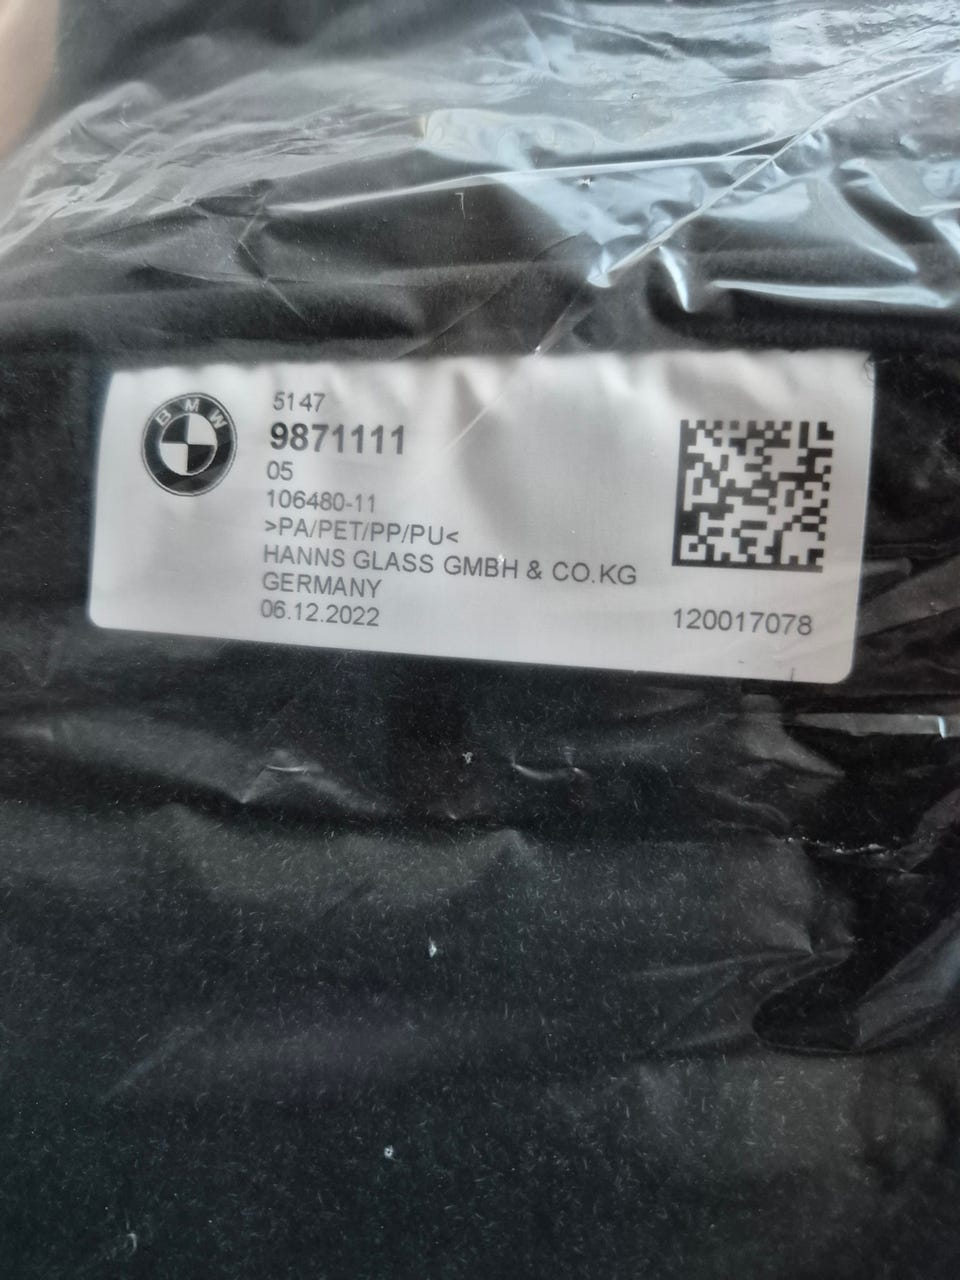 BMW
5147
9871111
05
106480-11
>PA/PET/PP/PU<
HANNS GLASS GMBH & CO.KG
GERMANY
06.12.2022
120017078